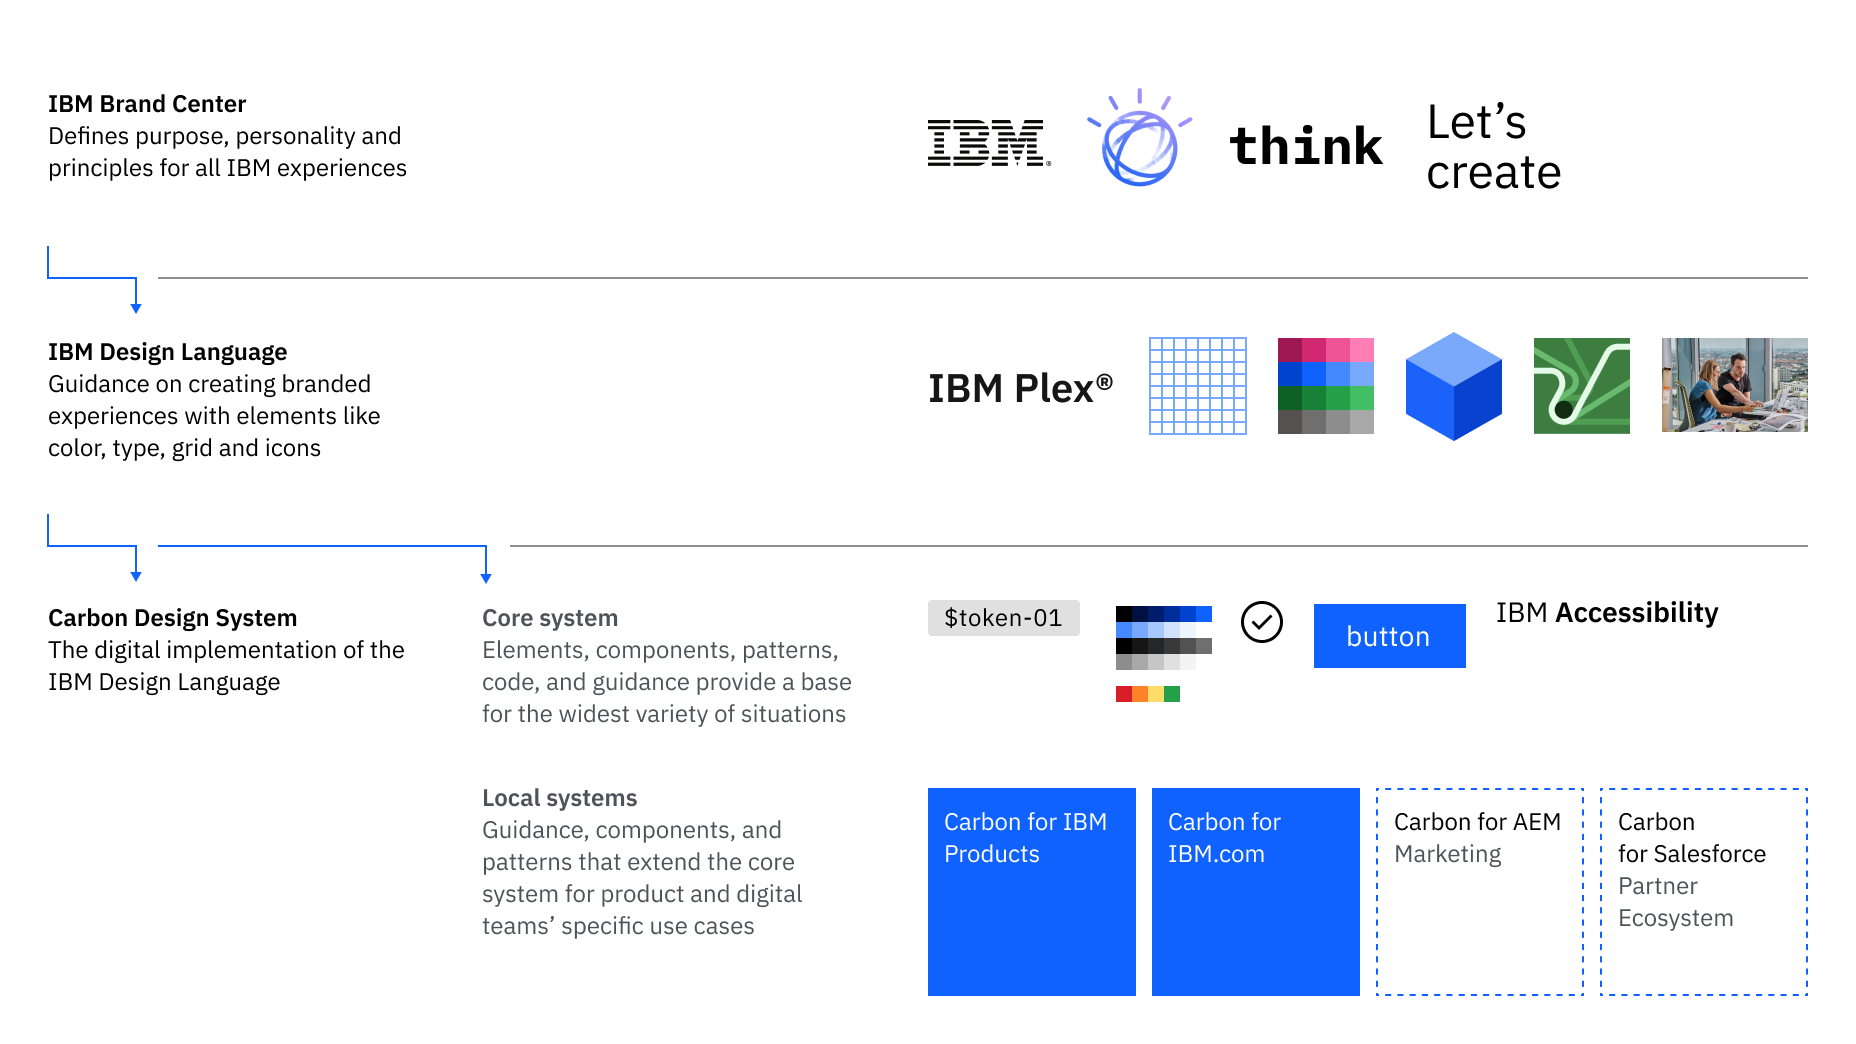 IBM Brand Center
Defines purpose, personality and
principles for all IBM experiences
IBM®
think
Let’s
create
IBM Design Language
Guidance on creating branded
experiences with elements like
color, type, grid and icons
IBM Plex®
Carbon Design System
The digital implementation of the
IBM Design Language
Core system
Elements, components, patterns,
code, and guidance provide a base
for the widest variety of situations
$token-01
button
IBM Accessibility
Local systems
Guidance, components, and
patterns that extend the core
system for product and digital
teams’ specific use cases
Carbon for IBM
Products
Carbon for
IBM.com
Carbon for AEM
Marketing
Carbon
for Salesforce
Partner
Ecosystem